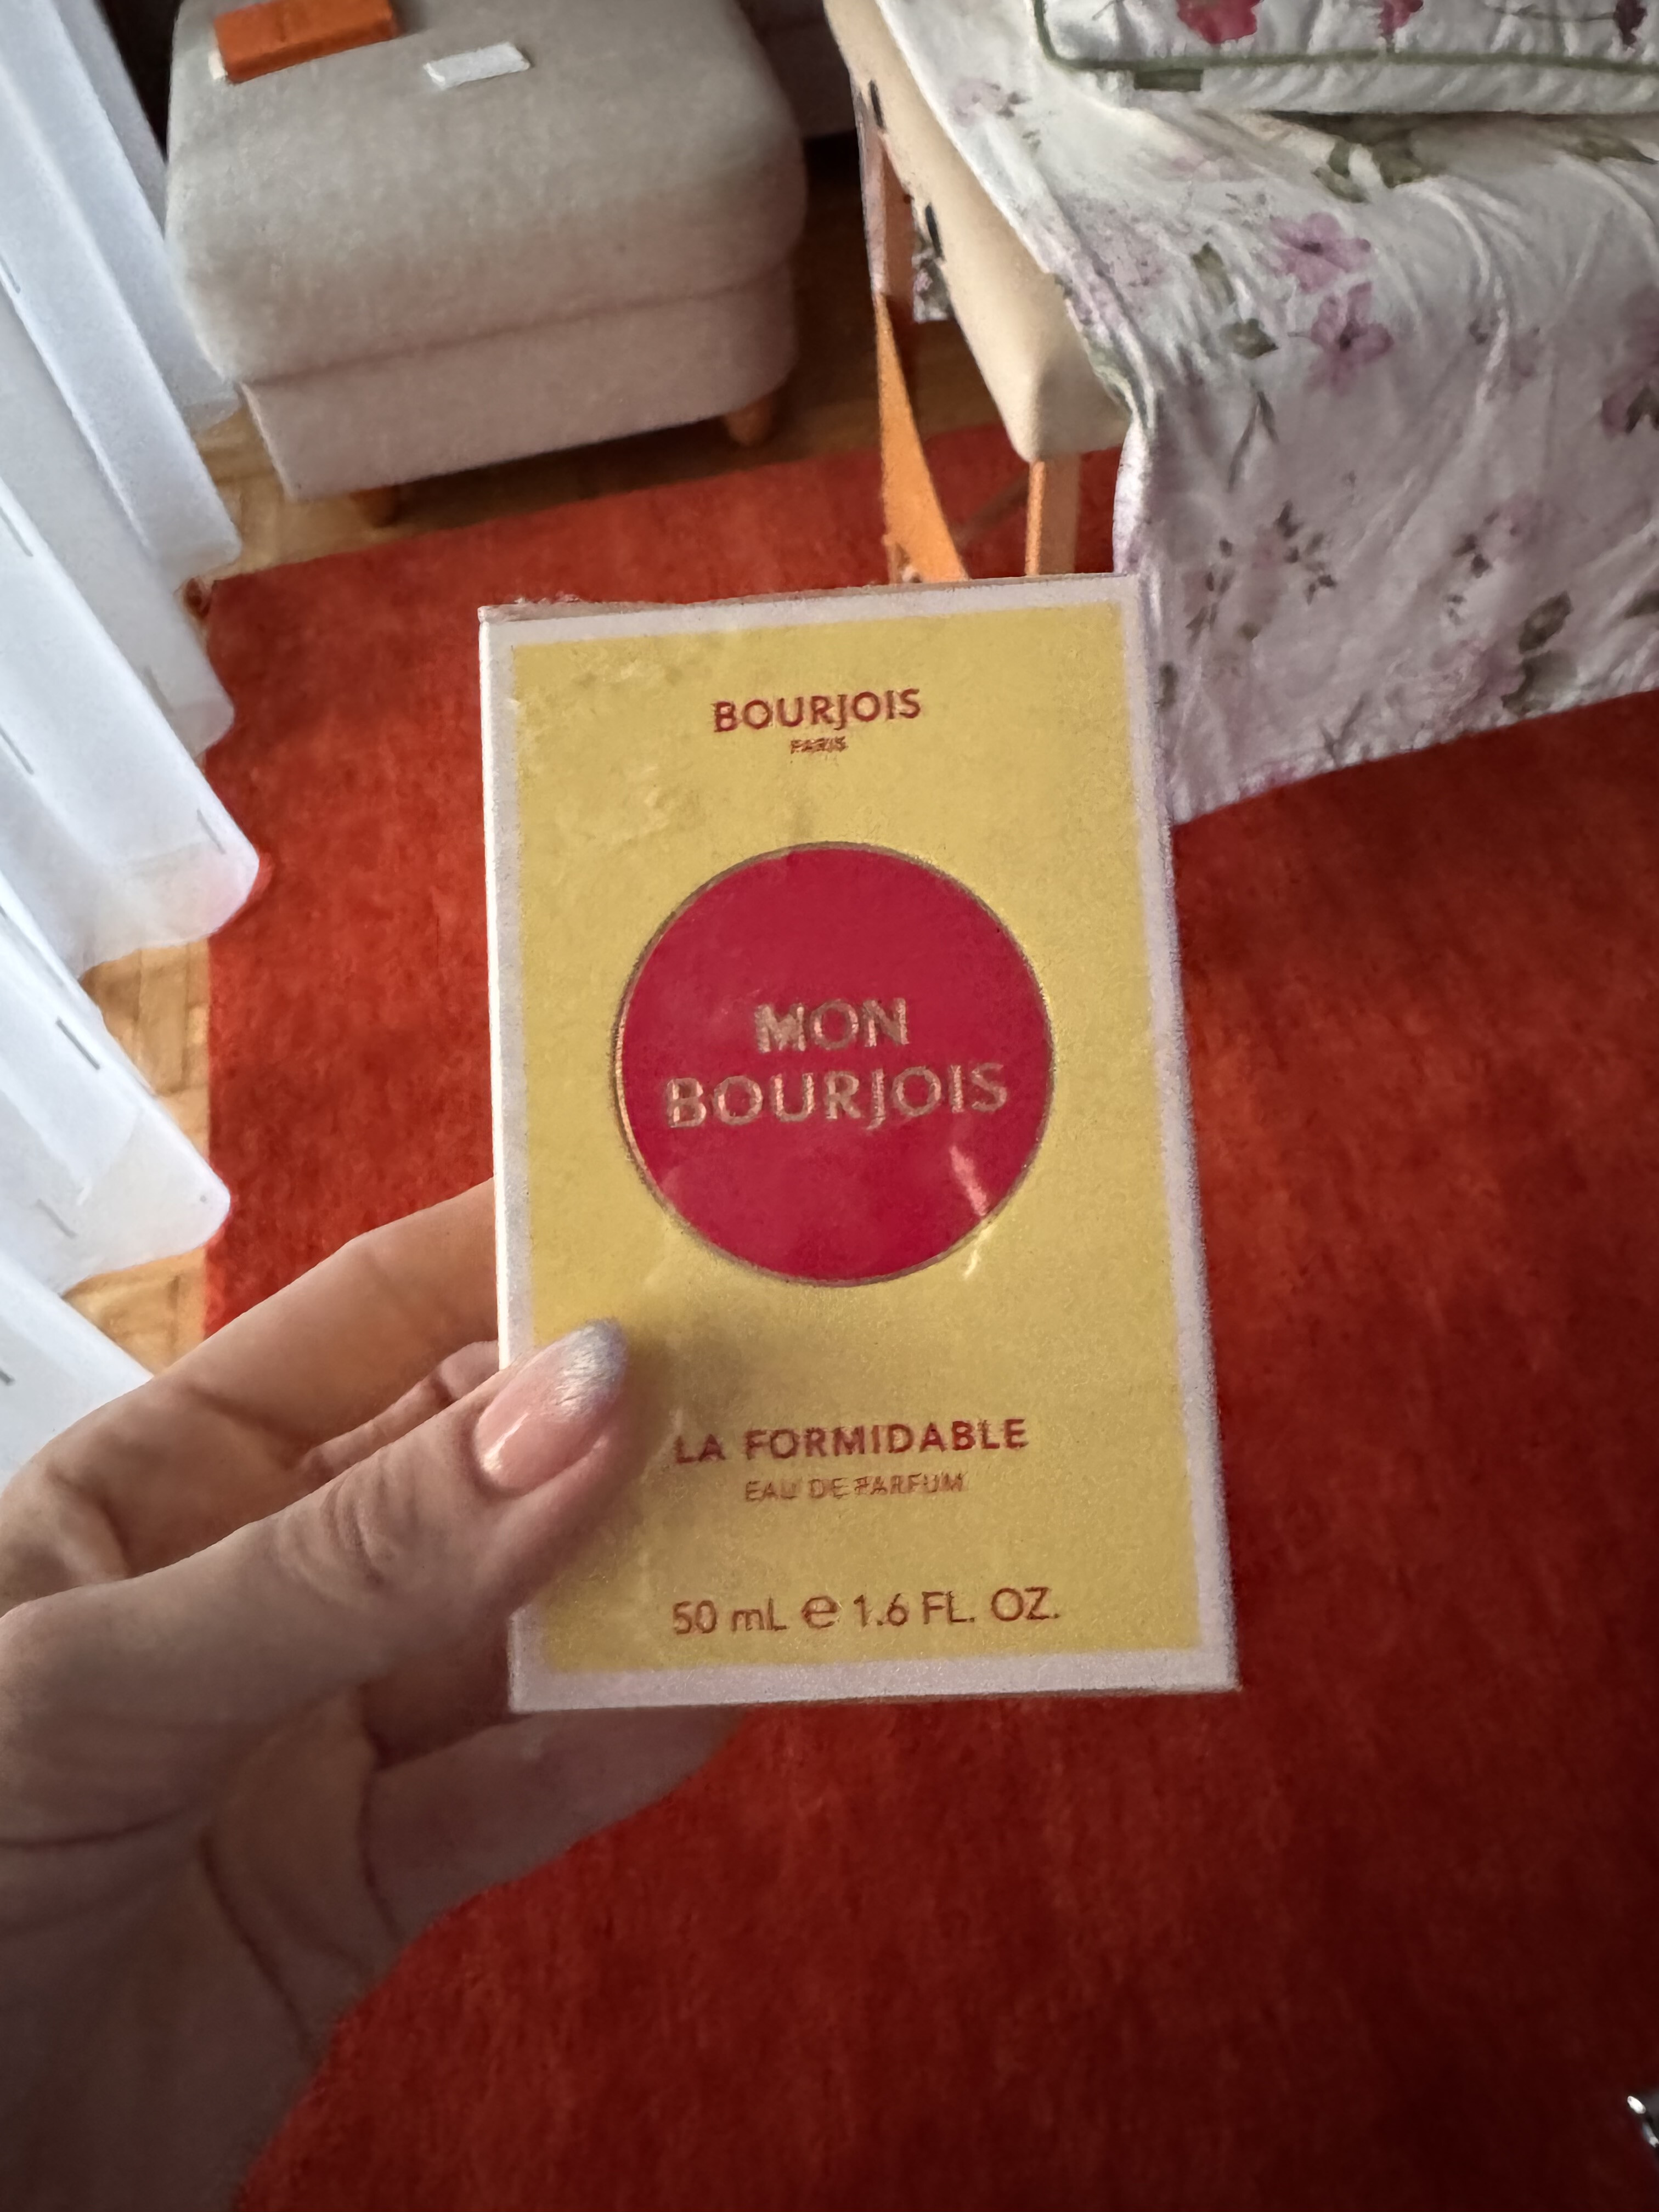 BOURJOIS
PARIS
MON
BOURJOIS
LA FORMIDABLE
EAU DE PARFUM
50 mL e 1.6 FL. OZ.